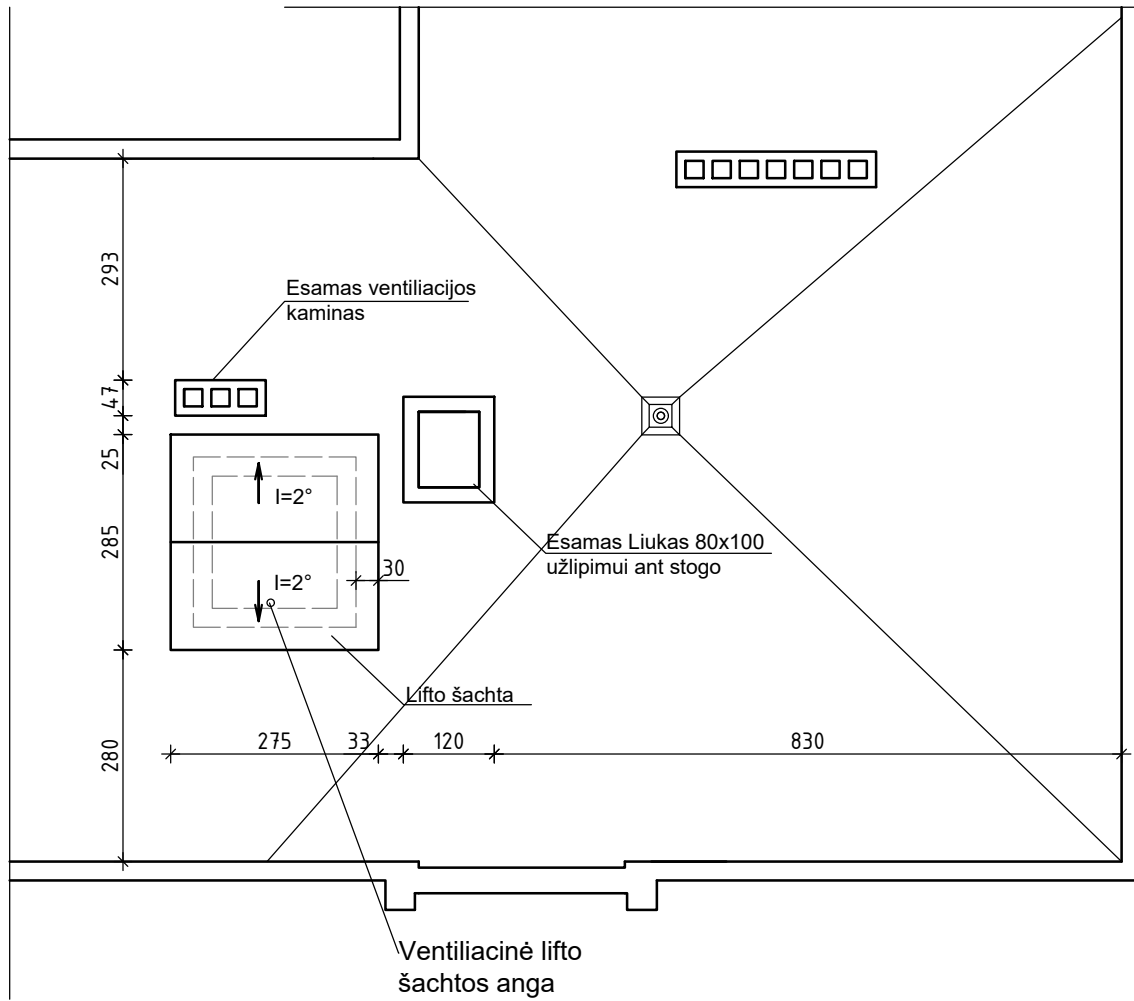 293
Esamas ventiliacijos
kaminas
47
25
I=2°
285
Esamas Liukas 80x100
užlipimui ant stogo
I=2°
30
Lifto šachta
280
275
33
120
830
Ventiliacinė lifto
šachtos anga